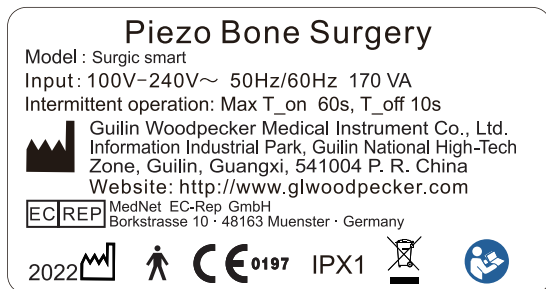 Piezo Bone Surgery
Model : Surgic smart
Input: 100V-240V～ 50Hz/60Hz 170 VA
Intermittent operation: Max T_on 60s, T_off 10s
Guilin Woodpecker Medical Instrument Co., Ltd.
Information Industrial Park, Guilin National High-Tech
Zone, Guilin, Guangxi, 541004 P. R. China
Website: http://www.glwoodpecker.com
EC REP MedNet EC-Rep GmbH
Borkstrasse 10 · 48163 Muenster · Germany
2022 CE 0197 IPX1